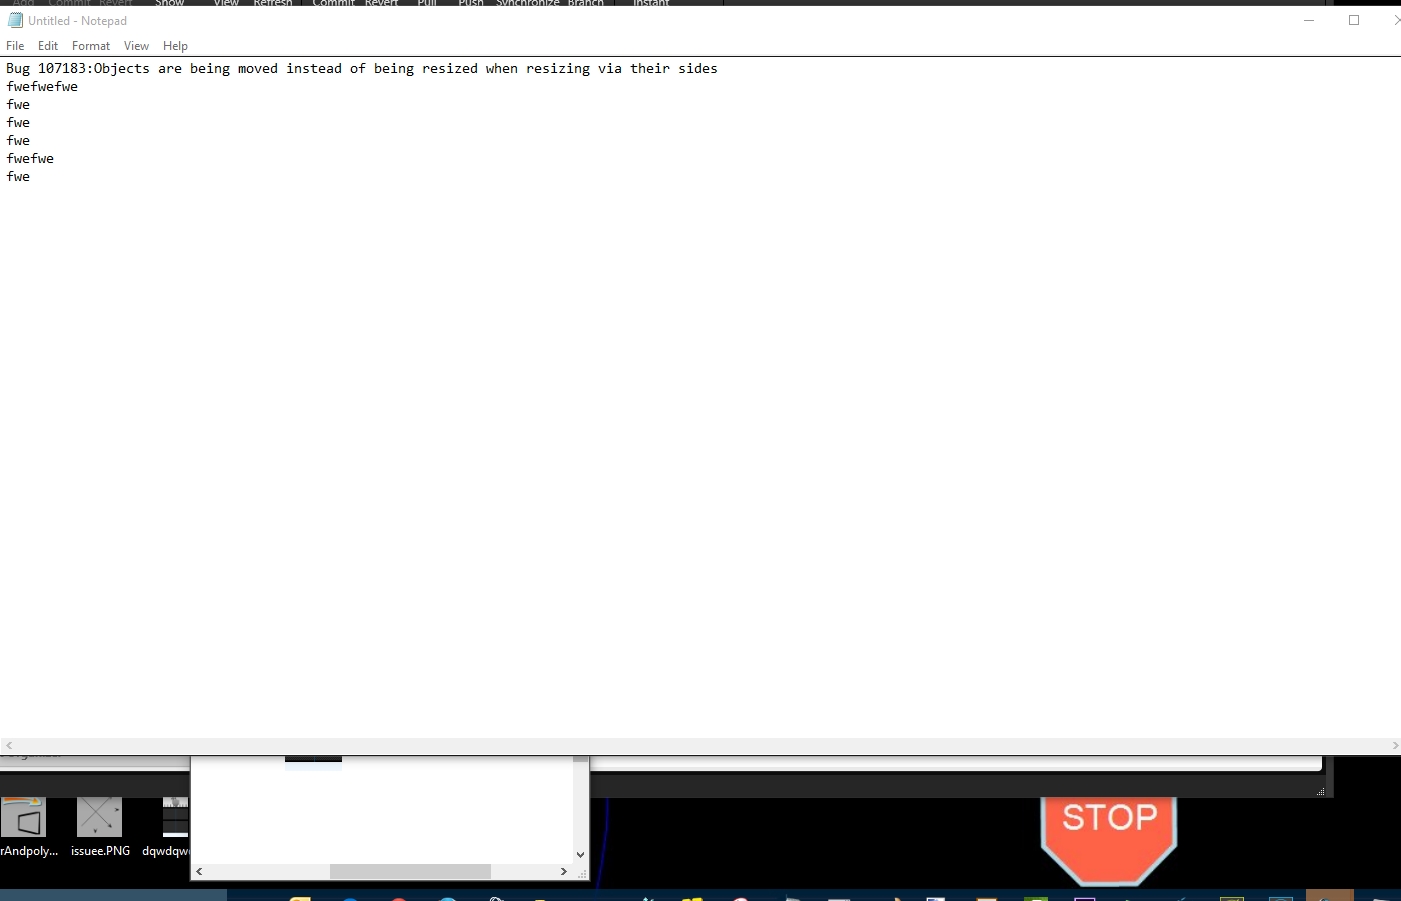 Add Commit Revert Show View Refresh Commit Revert Pull Push Synchronize Branch Instant
Untitled - Notepad
File Edit Format View Help
Bug 107183:Objects are being moved instead of being resized when resizing via their sides
fwefwefwe
fwe
fwe
fwe
fwefwe
fwe
STOP
rAndpoly... issuee.PNG dqwdqw